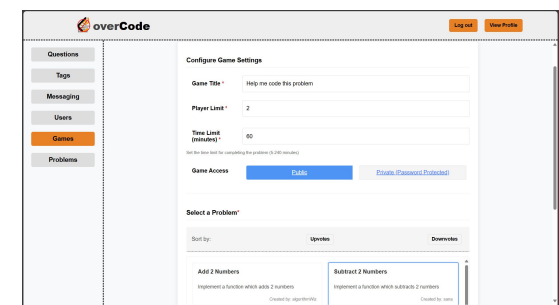 overCode
Log out
View Profile
Questions
Tags
Messaging
Users
Games
Problems
Configure Game Settings
Game Title *
Help me code this problem
Player Limit *
2
Time Limit
(minutes) *
60
Set the time limit for completing the problem (5-240 minutes)
Game Access
Public
Private (Password Protected)
Select a Problem*
Sort by:
Upvotes
Downvotes
Add 2 Numbers
Implement a function which adds 2 numbers
Subtract 2 Numbers
Implement a function which subtracts 2 numbers
Created by: